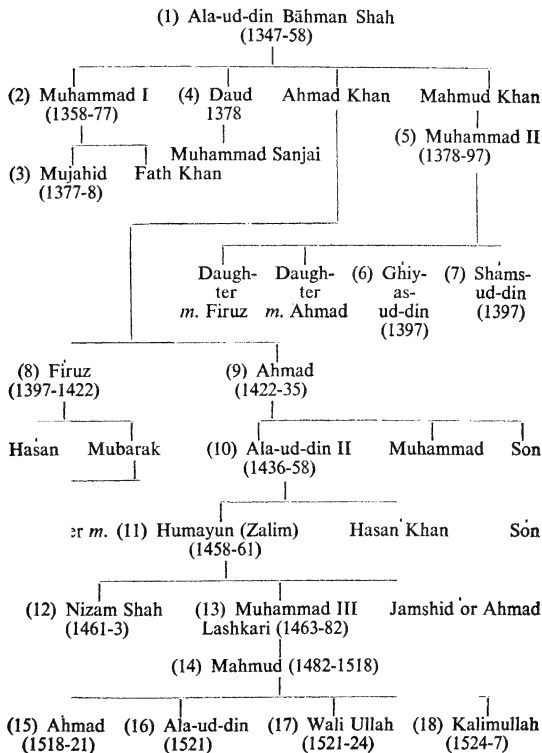 (1) Ala-ud-din Bāhman Shah
(1347-58)
(2) Muhammad I (4) Daud Ahmad Khan Mahmud Khan
(1358-77) 1378
(5) Muhammad II
(1378-97)
Muhammad Sanjai
(3) Mujahid Fath Khan
(1377-8)
Daugh- Daugh- (6) Ghiy- (7) Shams-
ter ter as- ud-din
m. Firuz m. Ahmad ud-din (1397)
(1397)
(8) Firuz (9) Ahmad
(1397-1422) (1422-35)
Hasan Mubarak (10) Ala-ud-din II Muhammad Son
(1436-58)
er m. (11) Humayun (Zalim) Hasan Khan Son
(1458-61)
(12) Nizam Shah (13) Muhammad III Jamshid or Ahmad
(1461-3) Lashkari (1463-82)
(14) Mahmud (1482-1518)
(15) Ahmad (16) Ala-ud-din (17) Wali Ullah (18) Kalimullah
(1518-21) (1521) (1521-24) (1524-7)